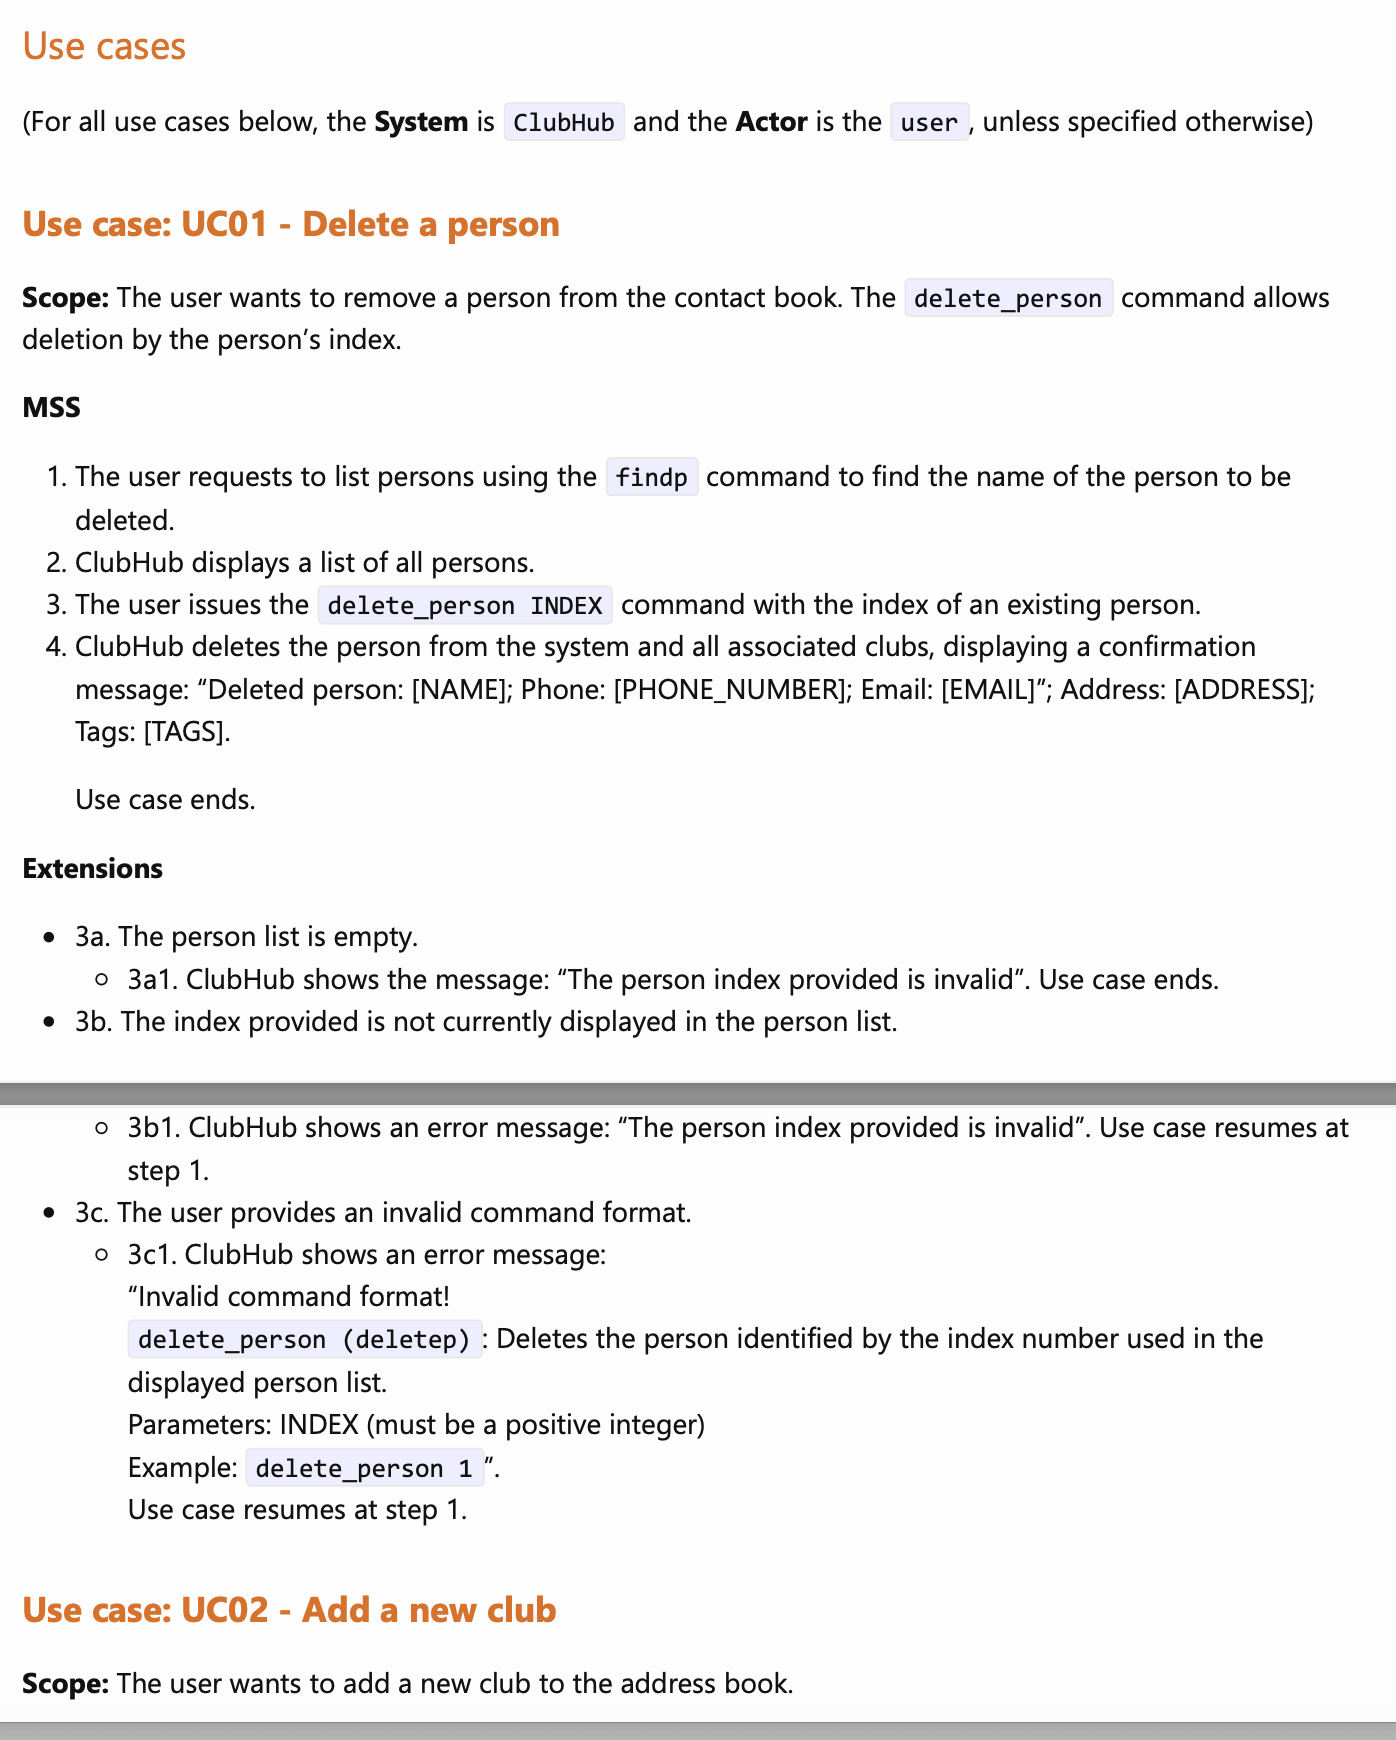 Use cases
(For all use cases below, the System is ClubHub and the Actor is the user, unless specified otherwise)
Use case: UC01 - Delete a person
Scope: The user wants to remove a person from the contact book. The delete_person command allows
deletion by the person’s index.
MSS
1. The user requests to list persons using the findp command to find the name of the person to be
deleted.
2. ClubHub displays a list of all persons.
3. The user issues the delete_person INDEX command with the index of an existing person.
4. ClubHub deletes the person from the system and all associated clubs, displaying a confirmation
message: “Deleted person: [NAME]; Phone: [PHONE_NUMBER]; Email: [EMAIL]”; Address: [ADDRESS];
Tags: [TAGS].
Use case ends.
Extensions
• 3a. The person list is empty.
○ 3a1. ClubHub shows the message: “The person index provided is invalid”. Use case ends.
• 3b. The index provided is not currently displayed in the person list.
○ 3b1. ClubHub shows an error message: “The person index provided is invalid”. Use case resumes at
step 1.
• 3c. The user provides an invalid command format.
○ 3c1. ClubHub shows an error message:
“Invalid command format!
delete_person (deletep): Deletes the person identified by the index number used in the
displayed person list.
Parameters: INDEX (must be a positive integer)
Example: delete_person 1”.
Use case resumes at step 1.
Use case: UC02 - Add a new club
Scope: The user wants to add a new club to the address book.